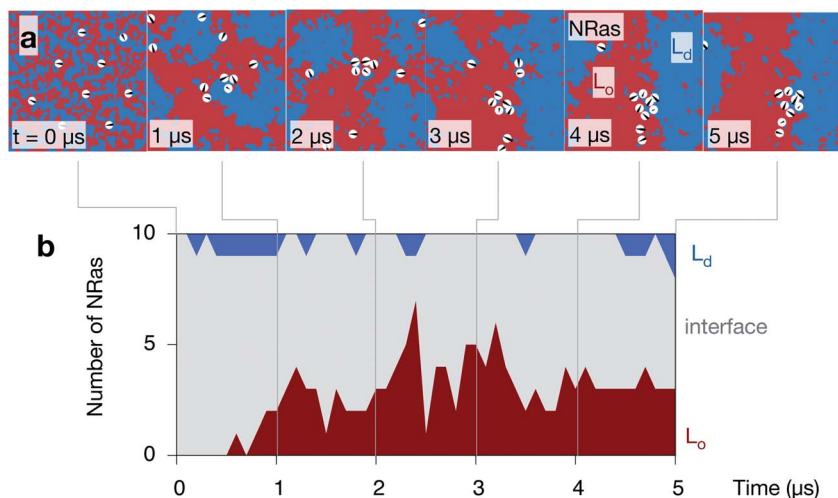 a
NRas
Ld
Lo
t = 0 µs
1 µs
2 µs
3 µs
4 µs
5 µs
b
10
5
0
Number of NRas
Ld
interface
Lo
0 1 2 3 4 5 Time (µs)